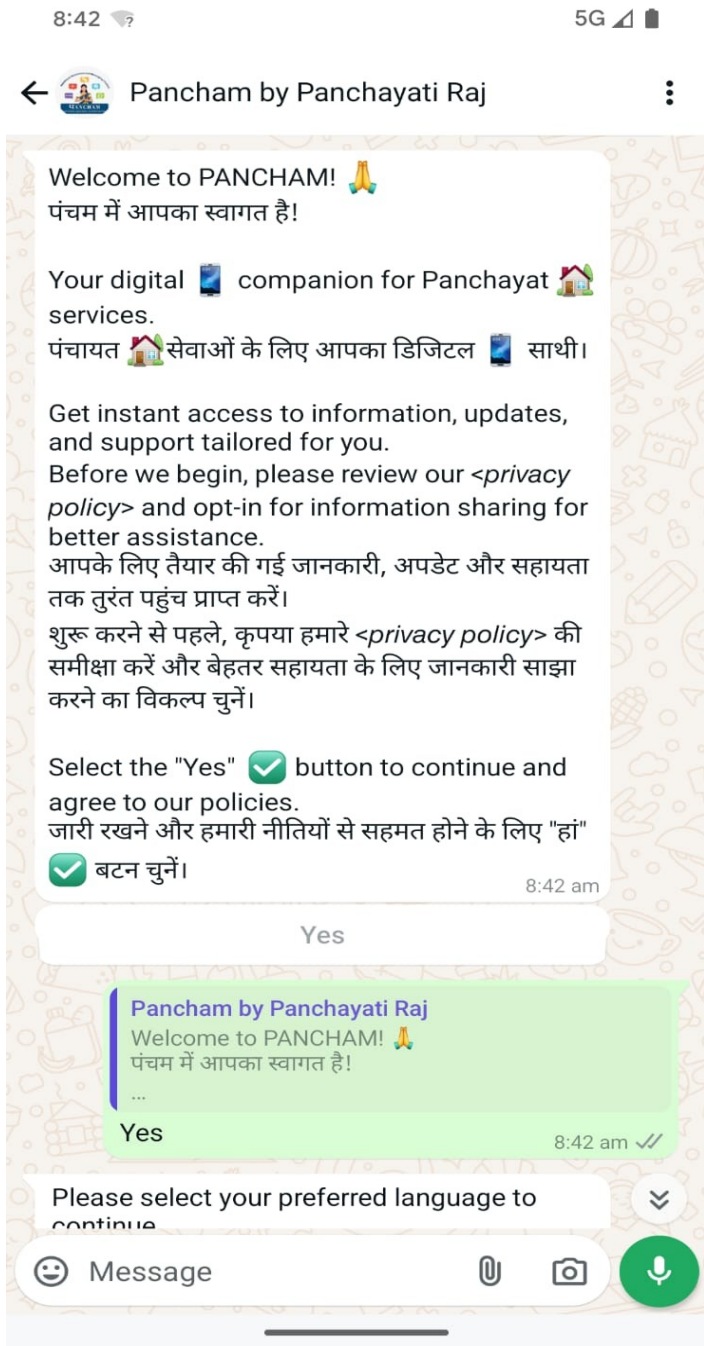 8:42
5G
Pancham by Panchayati Raj
Welcome to PANCHAM! 🙏
पंचम में आपका स्वागत है!
Your digital 📱 companion for Panchayat 🏡
services.
पंचायत 🏡सेवाओं के लिए आपका डिजिटल 📱 साथी।
Get instant access to information, updates,
and support tailored for you.
Before we begin, please review our <privacy
policy> and opt-in for information sharing for
better assistance.
आपके लिए तैयार की गई जानकारी, अपडेट और सहायता
तक तुरंत पहुंच प्राप्त करें।
शुरू करने से पहले, कृपया हमारे <privacy policy> की
समीक्षा करें और बेहतर सहायता के लिए जानकारी साझा
करने का विकल्प चुनें।
Select the "Yes" ✅ button to continue and
agree to our policies.
जारी रखने और हमारी नीतियों से सहमत होने के लिए "हां"
✅ बटन चुनें।
8:42 am
Yes
Pancham by Panchayati Raj
Welcome to PANCHAM! 🙏
पंचम में आपका स्वागत है!
...
Yes
8:42 am
Please select your preferred language to
continue
Message